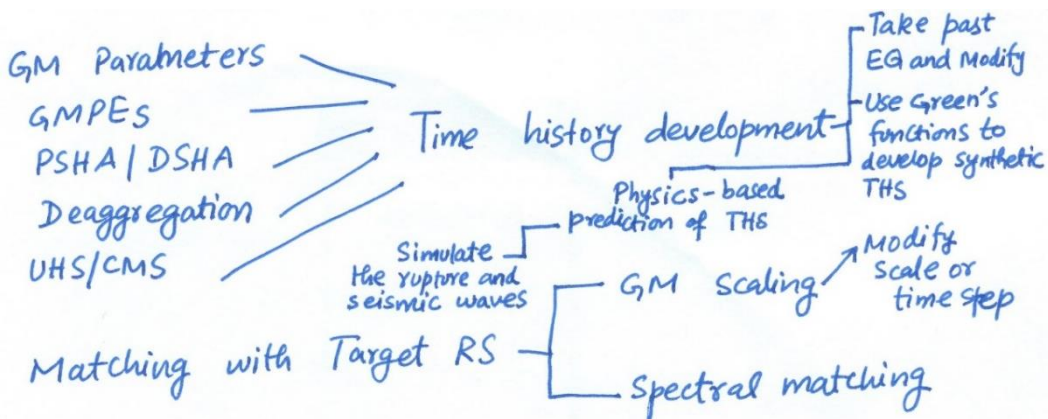 GM Parameters
GMPEs
PSHA/DSHA
Deaggregation
UHS/CMS
Time history development
Take past
EQ and Modify
Use Green's
functions to
develop synthetic
THS
Physics-based
prediction of THS
Simulate
the rupture and
seismic waves
Matching with Target RS
GM scaling
Modify
scale or
time step
Spectral matching